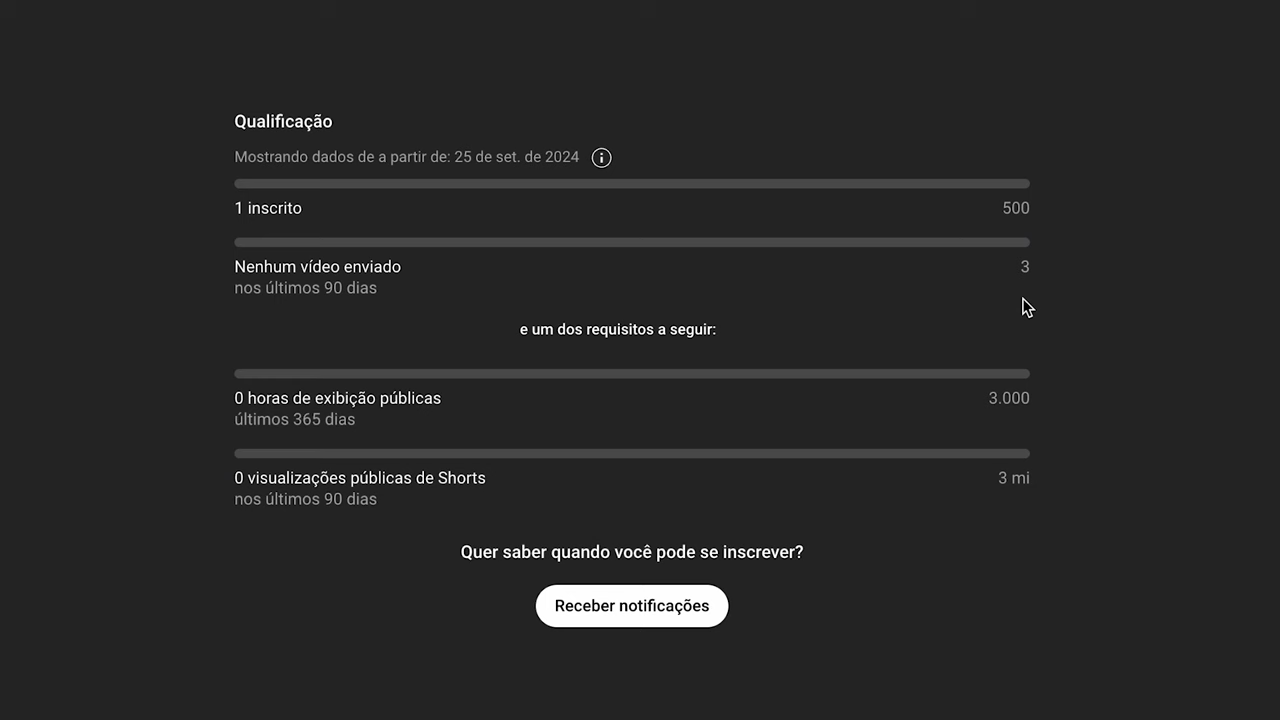 Qualificação
Mostrando dados de a partir de: 25 de set. de 2024
1 inscrito 500
Nenhum vídeo enviado 3
nos últimos 90 dias
e um dos requisitos a seguir:
0 horas de exibição públicas 3.000
últimos 365 dias
0 visualizações públicas de Shorts 3 mi
nos últimos 90 dias
Quer saber quando você pode se inscrever?
Receber notificações